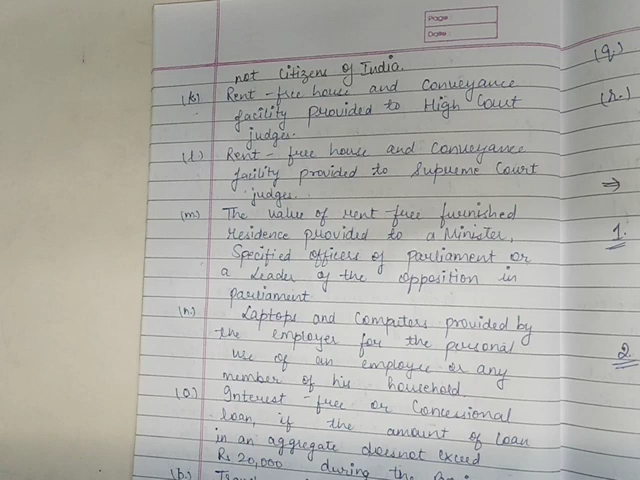 Page:
Date:
not citizens of India.
(k) Rent-free house and conveyance
facility provided to High Court
judges.
(l) Rent-free house and conveyance
facility provided to Supreme Court
judges.
(m) The value of rent-free furnished
residence provided to a Minister,
Specified officers of parliament or
a Leader of the opposition in
parliament
(n.) Laptops and Computers provided by
the employer for the personal
use of an employee or any
member of his household.
(o.) Interest-free or Concessional
loan, if the amount of loan
in an aggregate doesnot exceed
Rs 20,000 during the
(p.)
(q)
(r.)
⇒
1.
2.